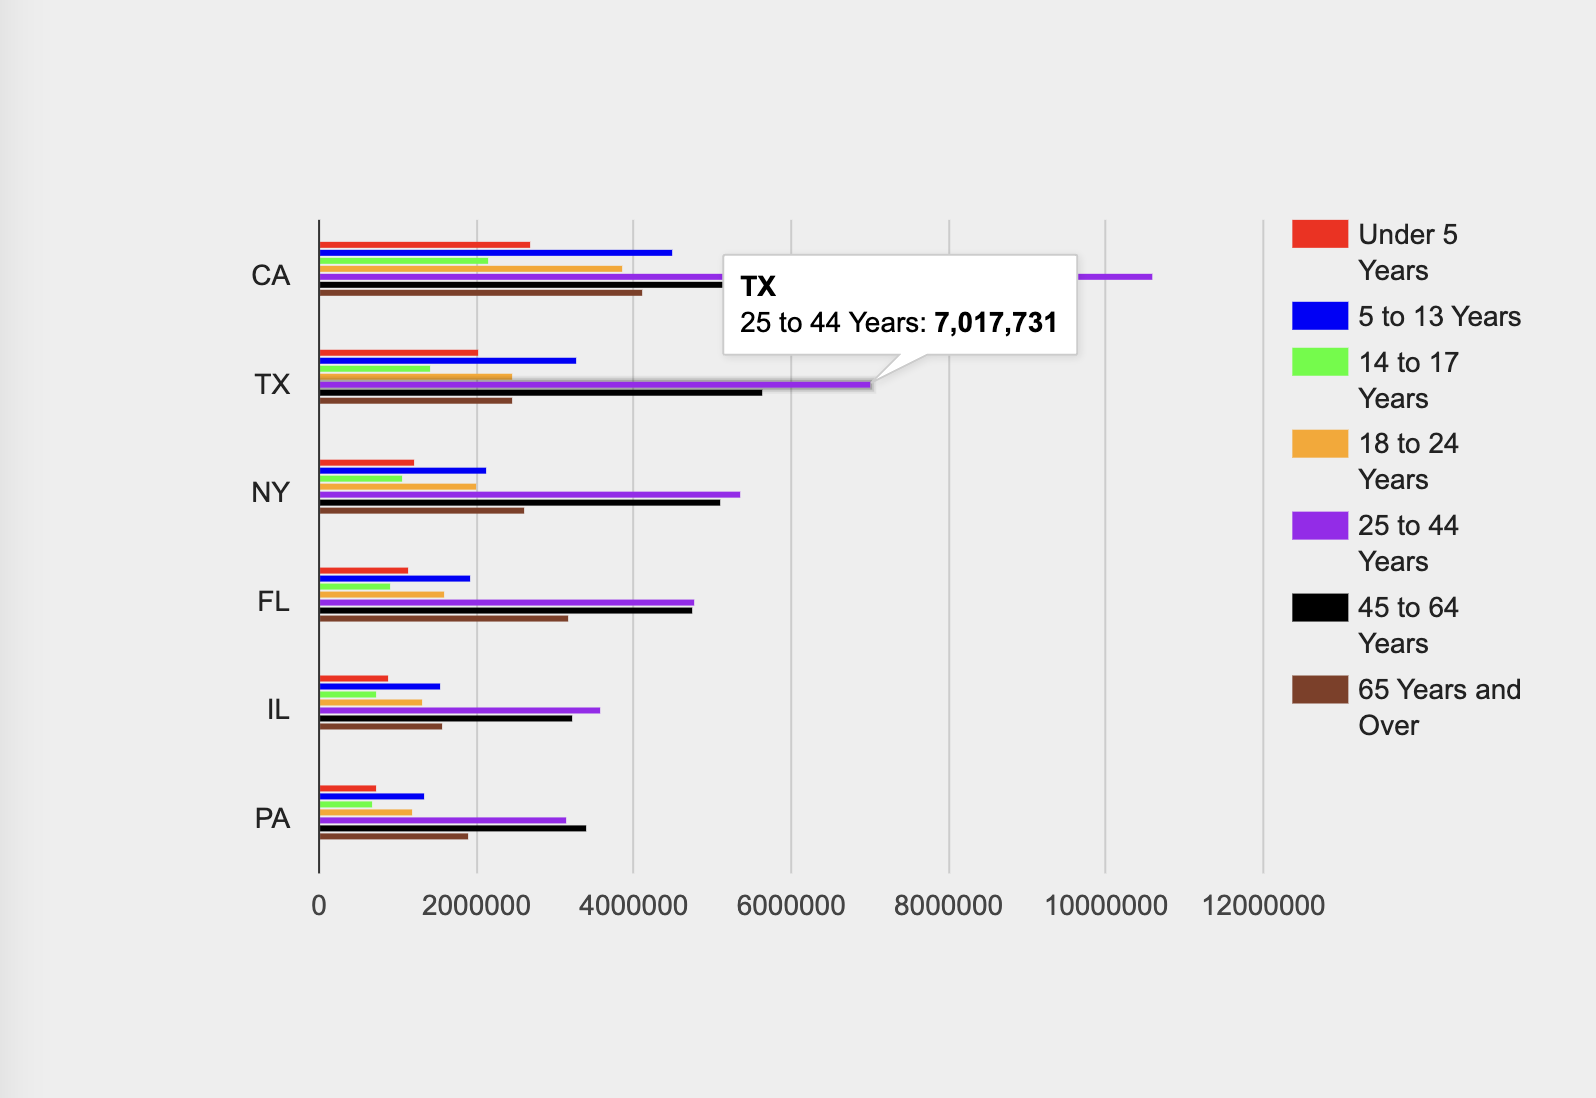 CA
TX
25 to 44 Years: 7,017,731
TX
NY
FL
IL
PA
0 2000000 4000000 6000000 8000000 10000000 12000000
Under 5
Years
5 to 13 Years
14 to 17
Years
18 to 24
Years
25 to 44
Years
45 to 64
Years
65 Years and
Over